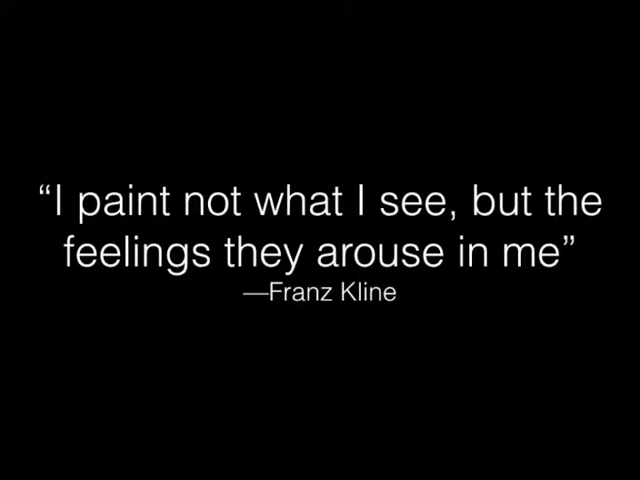 “I paint not what I see, but the
feelings they arouse in me”
—Franz Kline